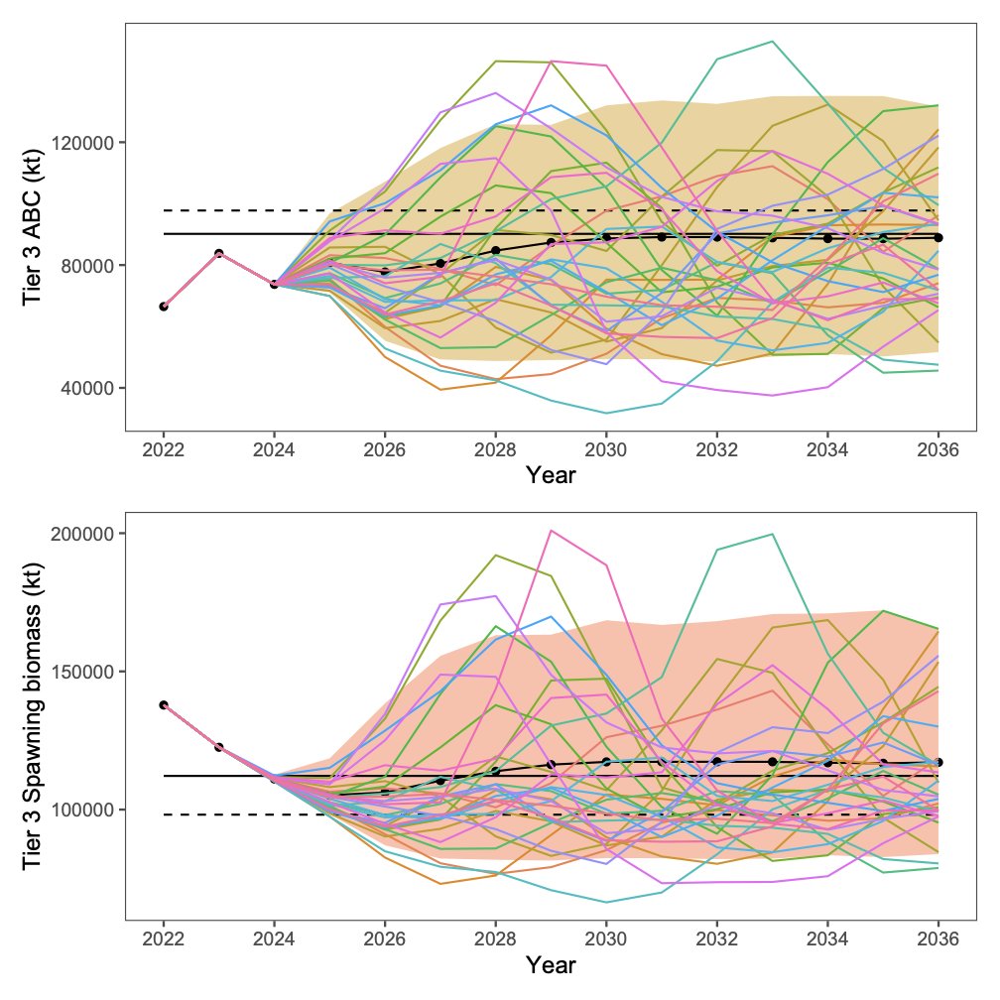 Tier 3 ABC (kt)
120000
80000
40000
2022 2024 2026 2028 2030 2032 2034 2036
Year
Tier 3 Spawning biomass (kt)
200000
150000
100000
2022 2024 2026 2028 2030 2032 2034 2036
Year